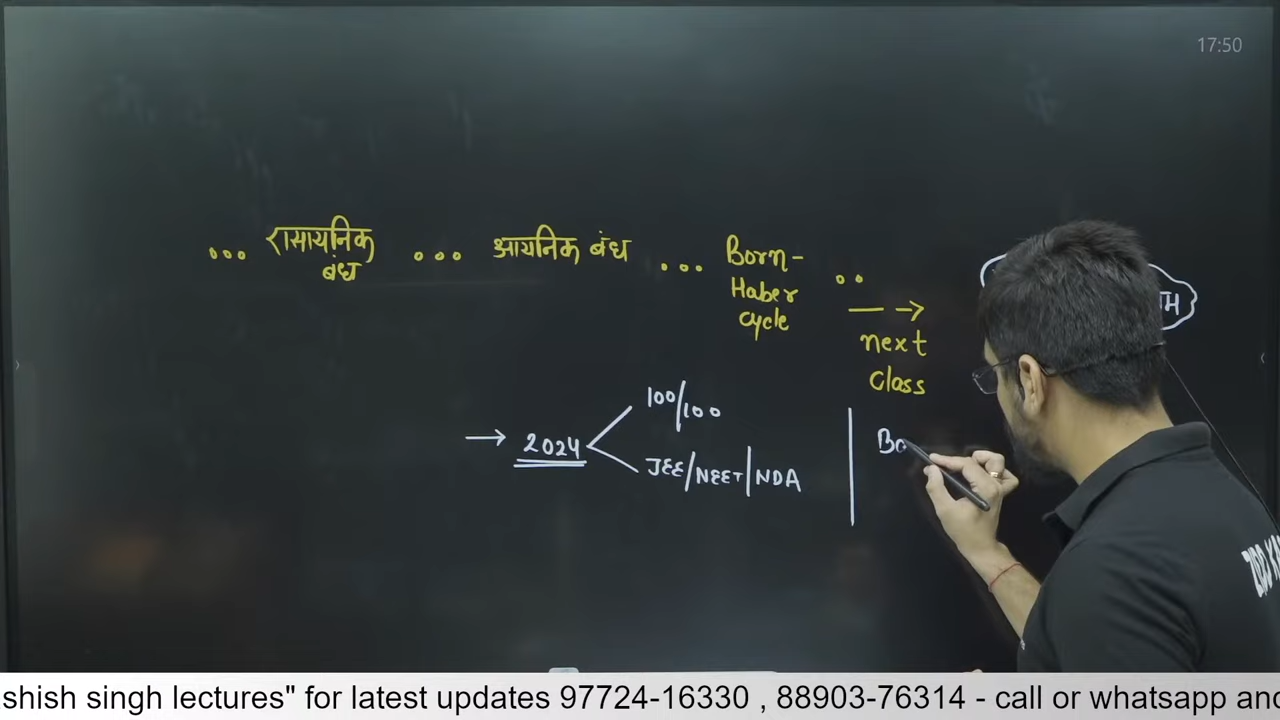 17:50
... रासायनिक बंध ... आयनिक बंध ... Born-Haber cycle ..
next class
→ 2024
100/100
JEE/NEET|NDA
Bo
shish singh lectures" for latest updates 97724-16330 , 88903-76314 - call or whatsapp and